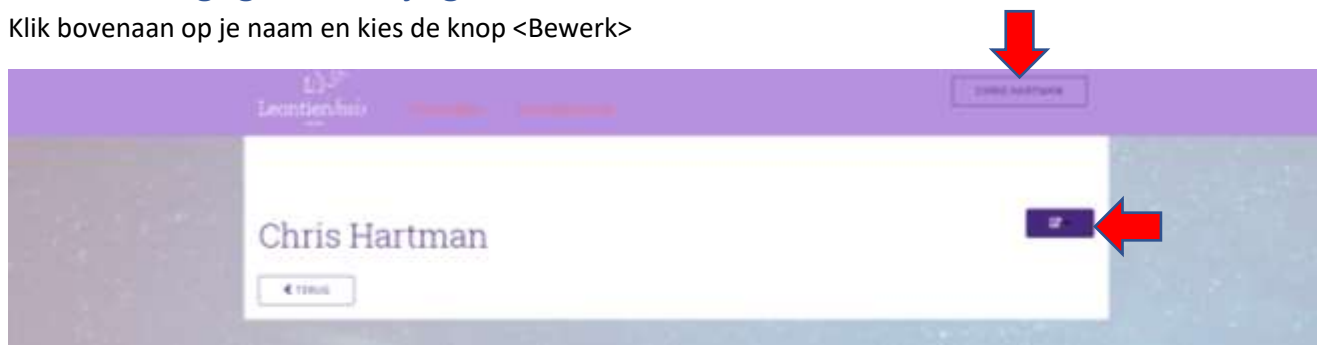 Klik bovenaan op je naam en kies de knop <Bewerk>
Leontienhuis
CHRIS HARTMAN
Chris Hartman
TERUG